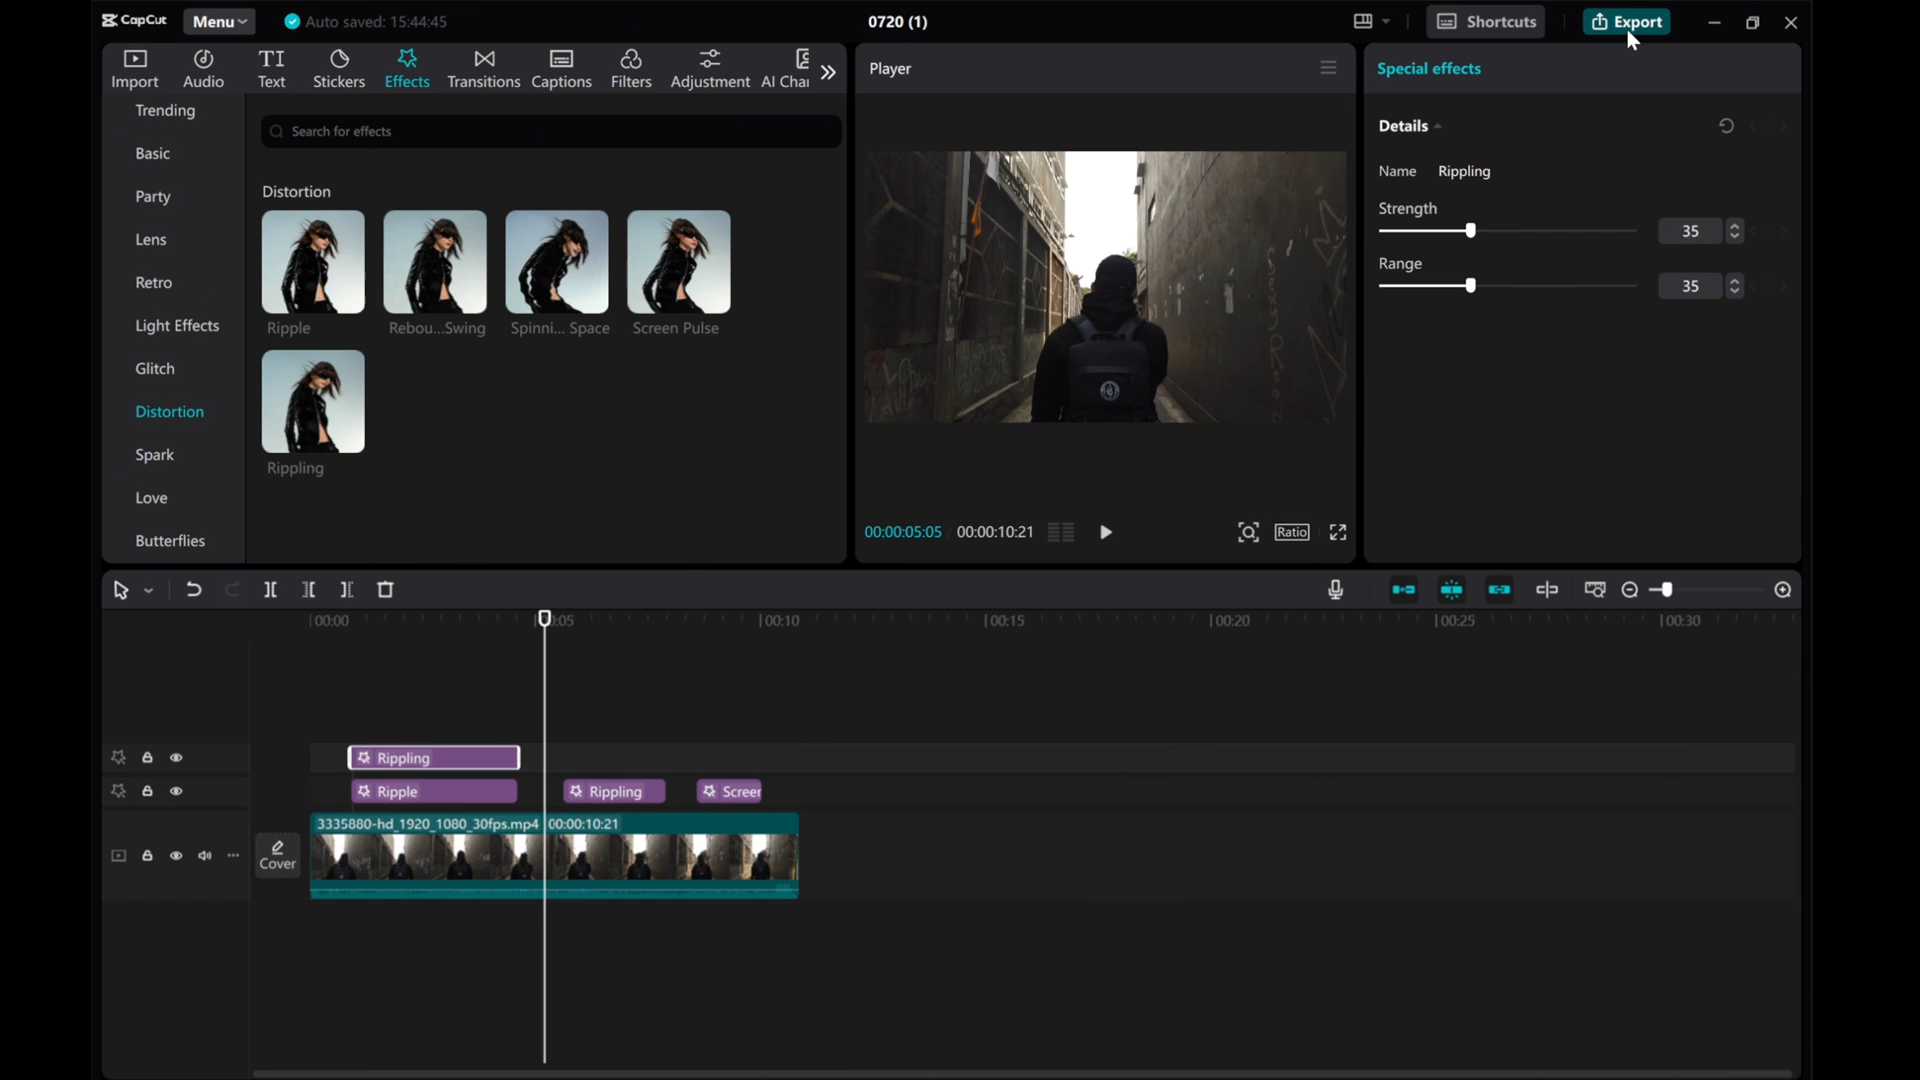 CapCut
Menu
Auto saved: 15:44:45
0720 (1)
Shortcuts
Export
Import
Audio
Text
Stickers
Effects
Transitions
Captions
Filters
Adjustment
AI Char
Player
Special effects
Trending
Basic
Party
Lens
Retro
Light Effects
Glitch
Distortion
Spark
Love
Butterflies
Search for effects
Distortion
Ripple
Rebou...Swing
Spinni... Space
Screen Pulse
Rippling
Details
Name Rippling
Strength
35
Range
35
00:00:05:05
00:00:10:21
Ratio
00:00
0:05
00:10
00:15
00:20
00:25
00:30
Rippling
Ripple
Rippling
Screen
Cover
3335880-hd_1920_1080_30fps.mp4 00:00:10:21